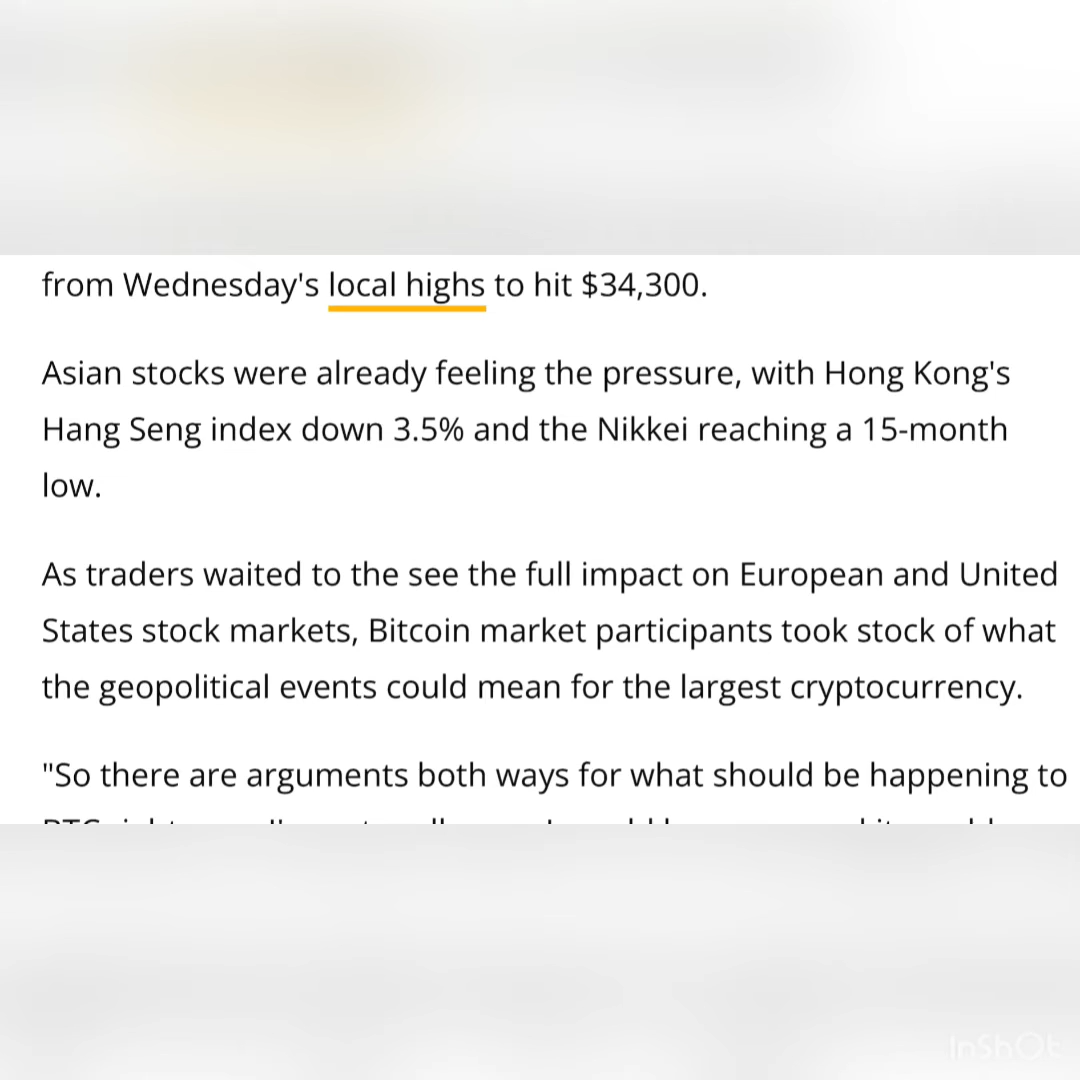 from Wednesday's local highs to hit $34,300.
Asian stocks were already feeling the pressure, with Hong Kong's
Hang Seng index down 3.5% and the Nikkei reaching a 15-month
low.
As traders waited to the see the full impact on European and United
States stock markets, Bitcoin market participants took stock of what
the geopolitical events could mean for the largest cryptocurrency.
"So there are arguments both ways for what should be happening to
InShOt